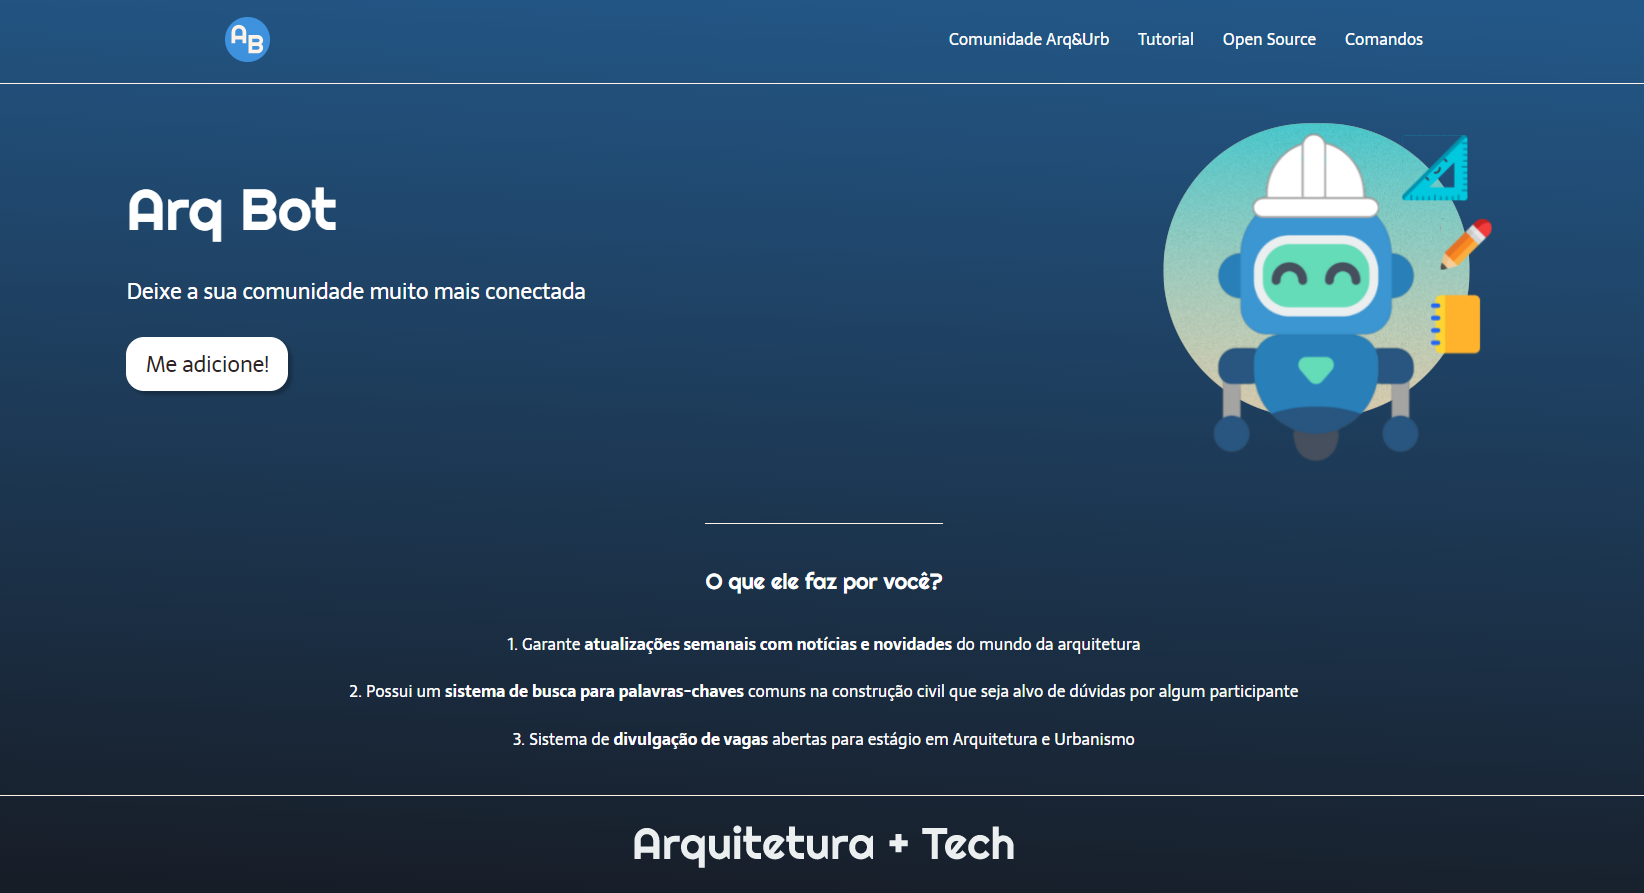 AB
Comunidade Arq&Urb Tutorial Open Source Comandos
Arq Bot
Deixe a sua comunidade muito mais conectada
Me adicione!
O que ele faz por você?
1. Garante atualizações semanais com notícias e novidades do mundo da arquitetura
2. Possui um sistema de busca para palavras-chaves comuns na construção civil que seja alvo de dúvidas por algum participante
3. Sistema de divulgação de vagas abertas para estágio em Arquitetura e Urbanismo
Arquitetura + Tech